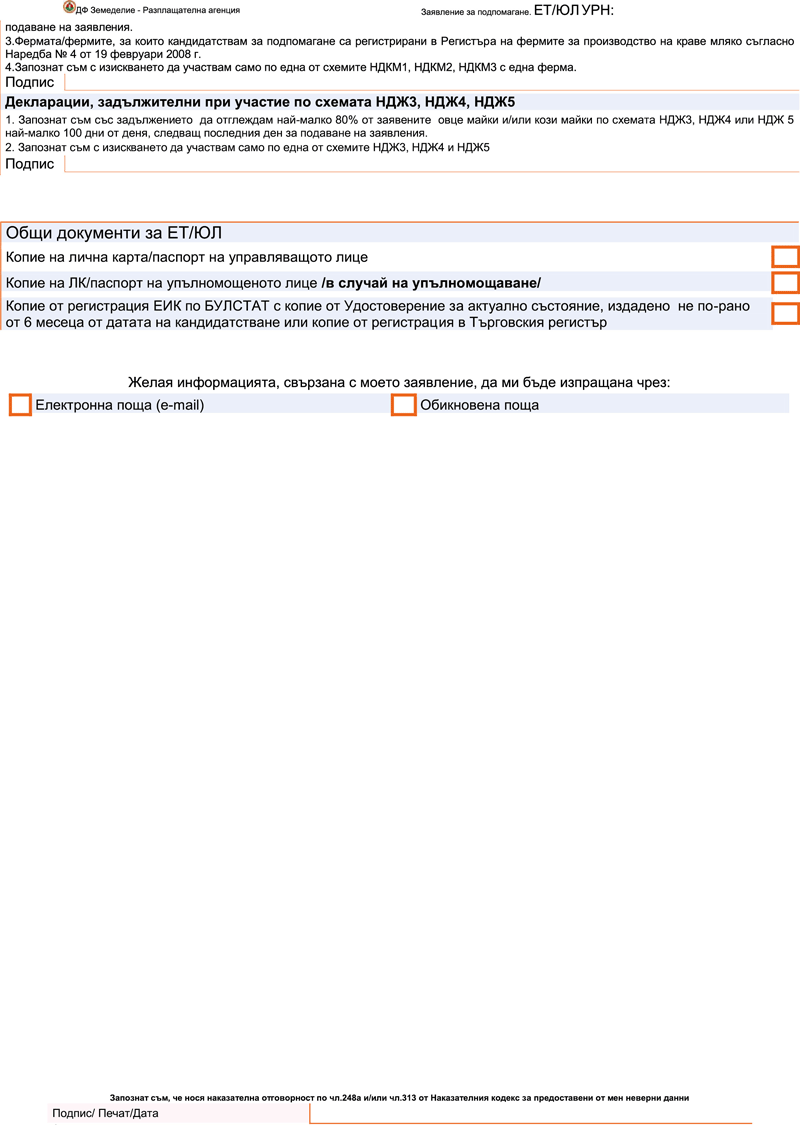 ДФ Земеделие - Разплащателна агенция
Заявление за подпомагане. ЕТ/ЮЛ УРН:
подаване на заявления.
3.Фермата/фермите, за които кандидатствам за подпомагане са регистрирани в Регистъра на фермите за производство на краве мляко съгласно
Наредба № 4 от 19 февруари 2008 г.
4.Запознат съм с изискването да участвам само по една от схемите НДКМ1, НДКМ2, НДКМ3 с една ферма.
Подпис
Декларации, задължителни при участие по схемата НДЖ3, НДЖ4, НДЖ5
1. Запознат съм със задължението да отглеждам най-малко 80% от заявените овце майки и/или кози майки по схемата НДЖ3, НДЖ4 или НДЖ 5
най-малко 100 дни от деня, следващ последния ден за подаване на заявления.
2. Запознат съм с изискването да участвам само по една от схемите НДЖ3, НДЖ4 и НДЖ5
Подпис
Общи документи за ЕТ/ЮЛ
Копие на лична карта/паспорт на управляващото лице
Копие на ЛК/паспорт на упълномощеното лице /в случай на упълномощаване/
Копие от регистрация ЕИК по БУЛСТАТ с копие от Удостоверение за актуално състояние, издадено не по-рано
от 6 месеца от датата на кандидатстване или копие от регистрация в Търговския регистър
Желая информацията, свързана с моето заявление, да ми бъде изпращана чрез:
Електронна поща (e-mail)
Обикновена поща
Запознат съм, че нося наказателна отговорност по чл.248а и/или чл.313 от Наказателния кодекс за предоставени от мен неверни данни
Подпис/ Печат/Дата